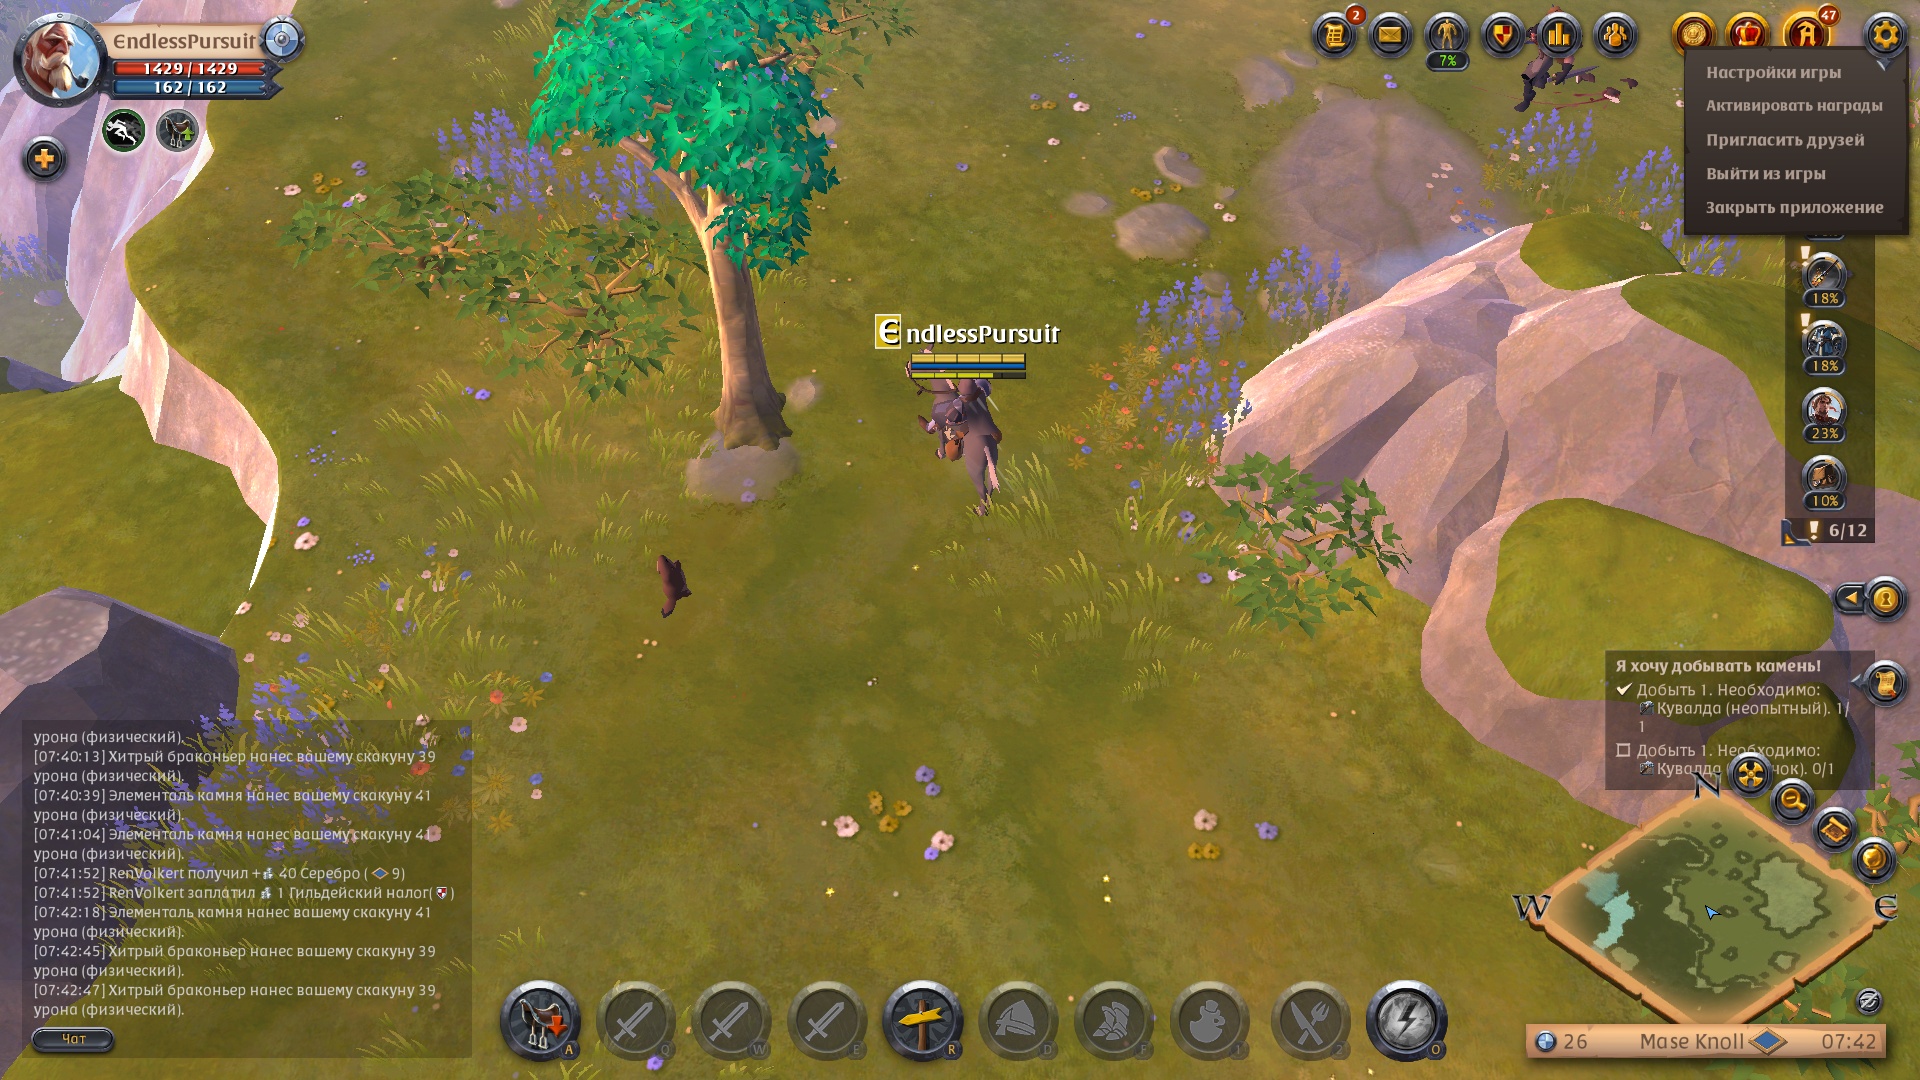 ЄndlessPursuit
1429 / 1429
162 / 162
2
7%
47
Настройки игры
Активировать награды
Пригласить друзей
Выйти из игры
Закрыть приложение
18%
18%
23%
10%
6/12
ЄndlessPursuit
Я хочу добывать камень!
Добыть 1. Необходимо:
Кувалда (неопытный). 1/
1
Добыть 1. Необходимо:
Кувалда 0/1
N
W
Є
урона (физический).
[07:40:13] Хитрый браконьер нанес вашему скакуну 39
урона (физический).
[07:40:39] Элементаль камня нанес вашему скакуну 41
урона (физический).
[07:41:04] Элементаль камня нанес вашему скакуну 41
урона (физический).
[07:41:52] RenVolkert получил + 40 Серебро ( 9)
[07:41:52] RenVolkert заплатил 1 Гильдейский налог( )
[07:42:18] Элементаль камня нанес вашему скакуну 41
урона (физический).
[07:42:45] Хитрый браконьер нанес вашему скакуну 39
урона (физический).
[07:42:47] Хитрый браконьер нанес вашему скакуну 39
урона (физический).
Чат
A Q W E R D F 1 2 O
26 Mase Knoll 07:42